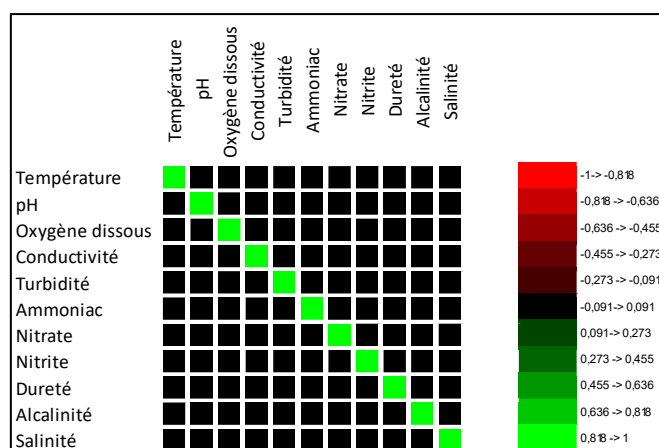 Température
pH
Oxygène dissous
Conductivité
Turbidité
Ammoniac
Nitrate
Nitrite
Dureté
Alcalinité
Salinité
Température
pH
Oxygène dissous
Conductivité
Turbidité
Ammoniac
Nitrate
Nitrite
Dureté
Alcalinité
Salinité
-1-> -0,818
-0,818 -> -0,636
-0,636 -> -0,455
-0,455 -> -0,273
-0,273 -> -0,091
-0,091-> 0,091
0,091-> 0,273
0,273 -> 0,455
0,455 -> 0,636
0,636 -> 0,818
0,818 -> 1